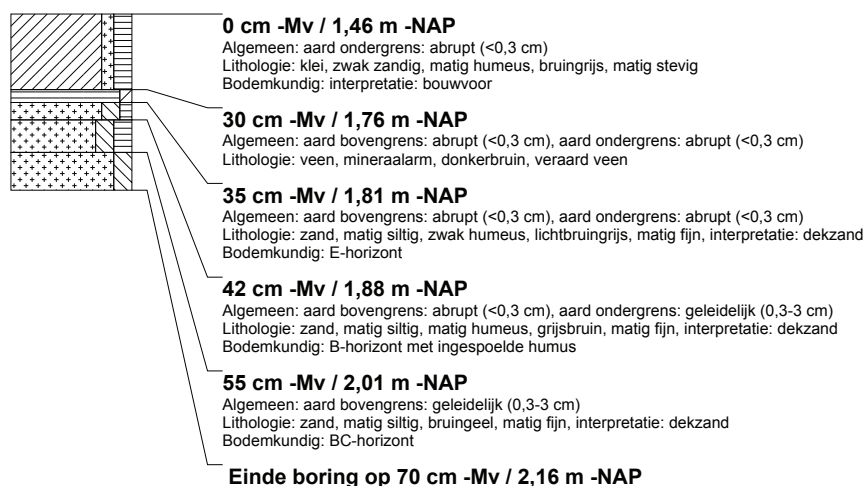 0 cm -Mv / 1,46 m -NAP
Algemeen: aard ondergrens: abrupt (<0,3 cm)
Lithologie: klei, zwak zandig, matig humeus, bruingrijs, matig stevig
Bodemkundig: interpretatie: bouwvoor
30 cm -Mv / 1,76 m -NAP
Algemeen: aard bovengrens: abrupt (<0,3 cm), aard ondergrens: abrupt (<0,3 cm)
Lithologie: veen, mineraalarm, donkerbruin, veraard veen
35 cm -Mv / 1,81 m -NAP
Algemeen: aard bovengrens: abrupt (<0,3 cm), aard ondergrens: abrupt (<0,3 cm)
Lithologie: zand, matig siltig, zwak humeus, lichtbruingrijs, matig fijn, interpretatie: dekzand
Bodemkundig: E-horizont
42 cm -Mv / 1,88 m -NAP
Algemeen: aard bovengrens: abrupt (<0,3 cm), aard ondergrens: geleidelijk (0,3-3 cm)
Lithologie: zand, matig siltig, matig humeus, grijsbruin, matig fijn, interpretatie: dekzand
Bodemkundig: B-horizont met ingespoelde humus
55 cm -Mv / 2,01 m -NAP
Algemeen: aard bovengrens: geleidelijk (0,3-3 cm)
Lithologie: zand, matig siltig, bruingeel, matig fijn, interpretatie: dekzand
Bodemkundig: BC-horizont
Einde boring op 70 cm -Mv / 2,16 m -NAP